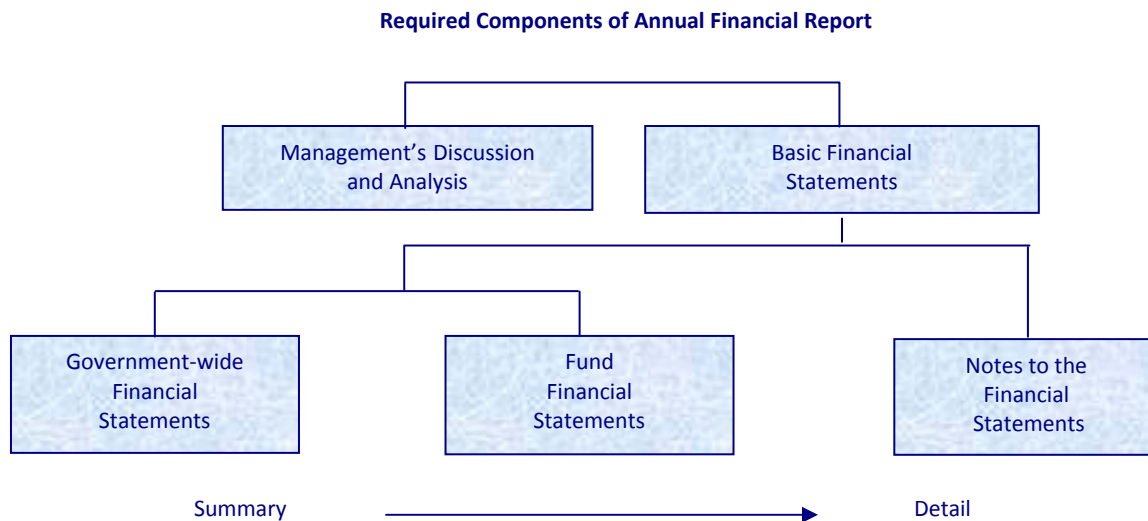 Required Components of Annual Financial Report
Management’s Discussion
and Analysis
Basic Financial
Statements
Government-wide
Financial
Statements
Fund
Financial
Statements
Notes to the
Financial
Statements
Summary
Detail